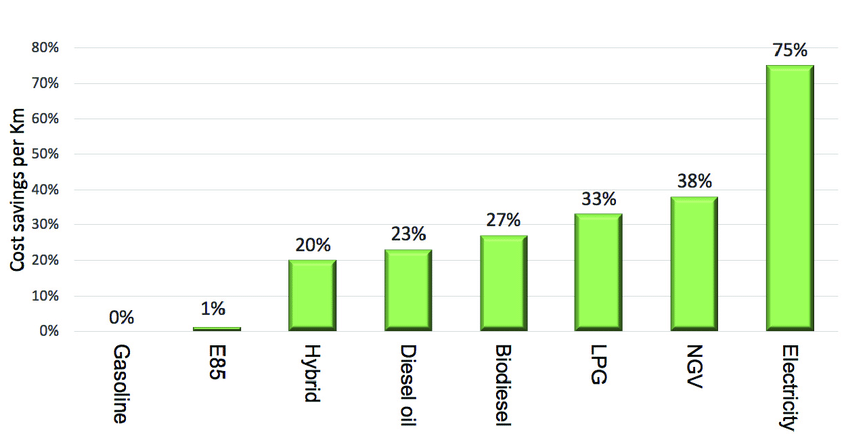 Cost savings per Km
80%
70%
60%
50%
40%
30%
20%
10%
0%
0%
1%
20%
23%
27%
33%
38%
75%
Gasoline
E85
Hybrid
Diesel oil
Biodiesel
LPG
NGV
Electricity